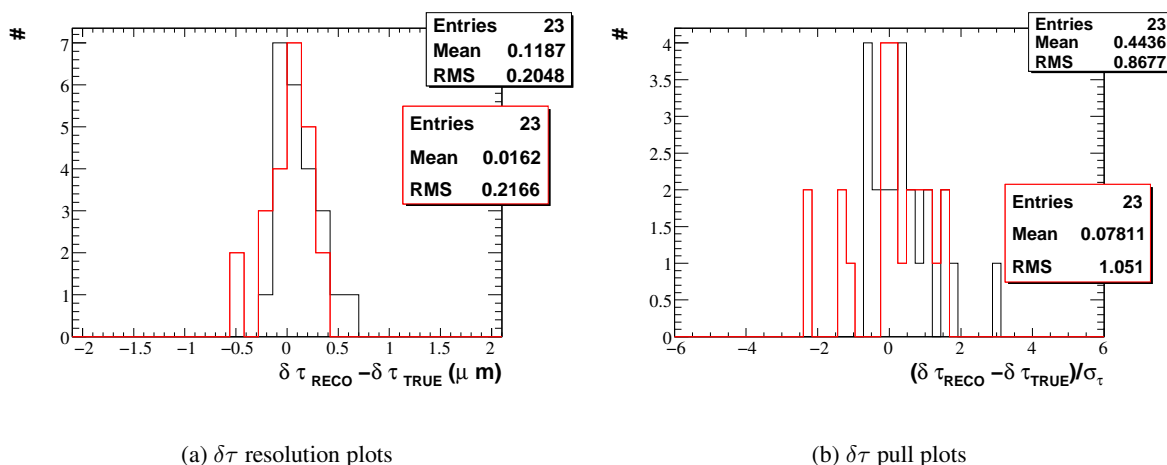 #
Entries 23
Mean 0.1187
RMS 0.2048
Entries 23
Mean 0.0162
RMS 0.2166
7
6
5
4
3
2
1
0
−2 −1.5 −1 −0.5 0 0.5 1 1.5 2
δ τ RECO −δ τ TRUE (μ m)
(a) δτ resolution plots
#
Entries 23
Mean 0.4436
RMS 0.8677
Entries 23
Mean 0.07811
RMS 1.051
4
3.5
3
2.5
2
1.5
1
0.5
0
−6 −4 −2 0 2 4 6
(δ τ RECO −δ τ TRUE)/σ τ
(b) δτ pull plots